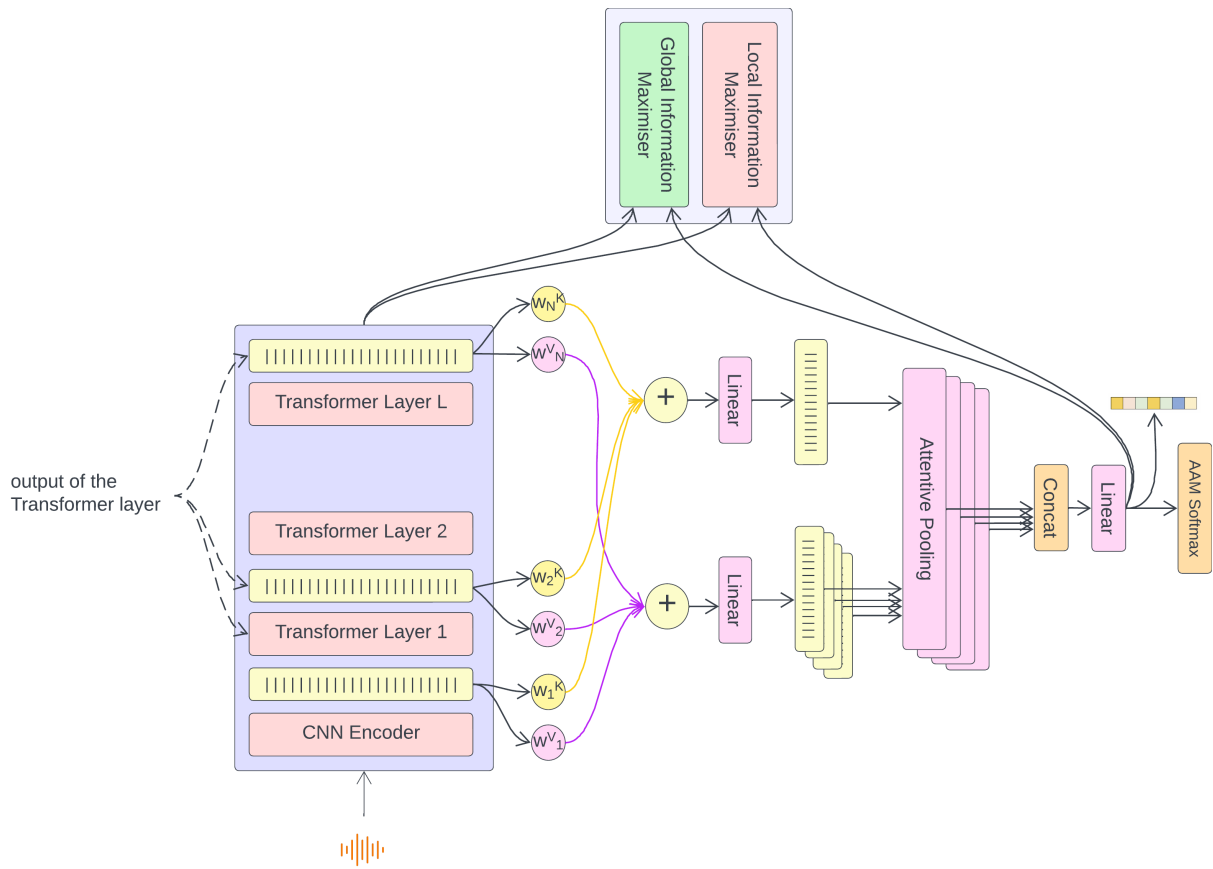 Global Information
Maximiser
Local Information
Maximiser
w_N^K
w^V_N
Transformer Layer L
+
Linear
output of the
Transformer layer
Transformer Layer 2
w_2^K
w^V_2
+
Linear
Transformer Layer 1
w_1^K
w^V_1
CNN Encoder
Attentive Pooling
Concat
Linear
AAM Softmax